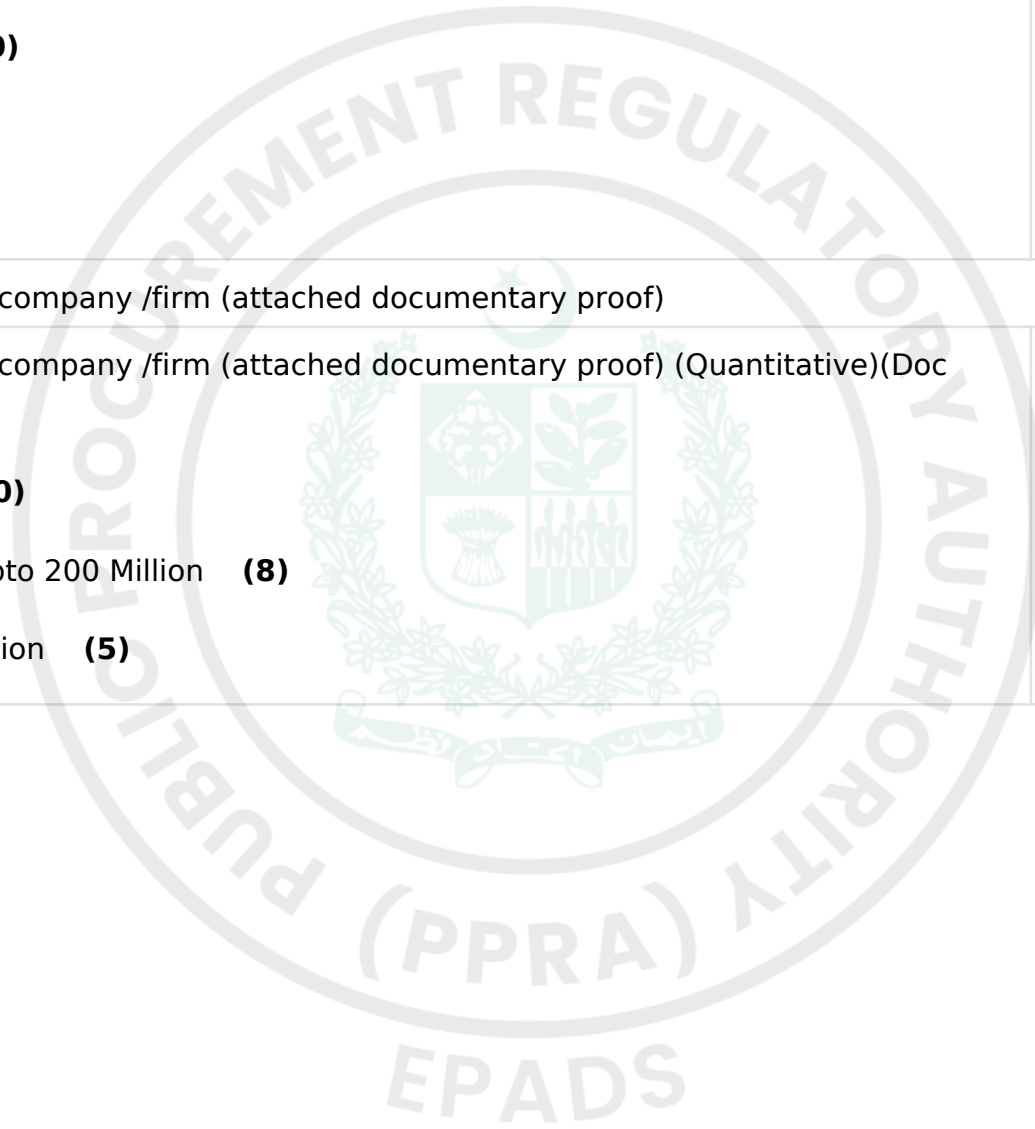 0)
company /firm (attached documentary proof)
company /firm (attached documentary proof) (Quantitative)(Doc
0)
pto 200 Million (8)
ion (5)
PUBLIC PROCUREMENT REGULATORY AUTHORITY
(PPRA)
EPADS